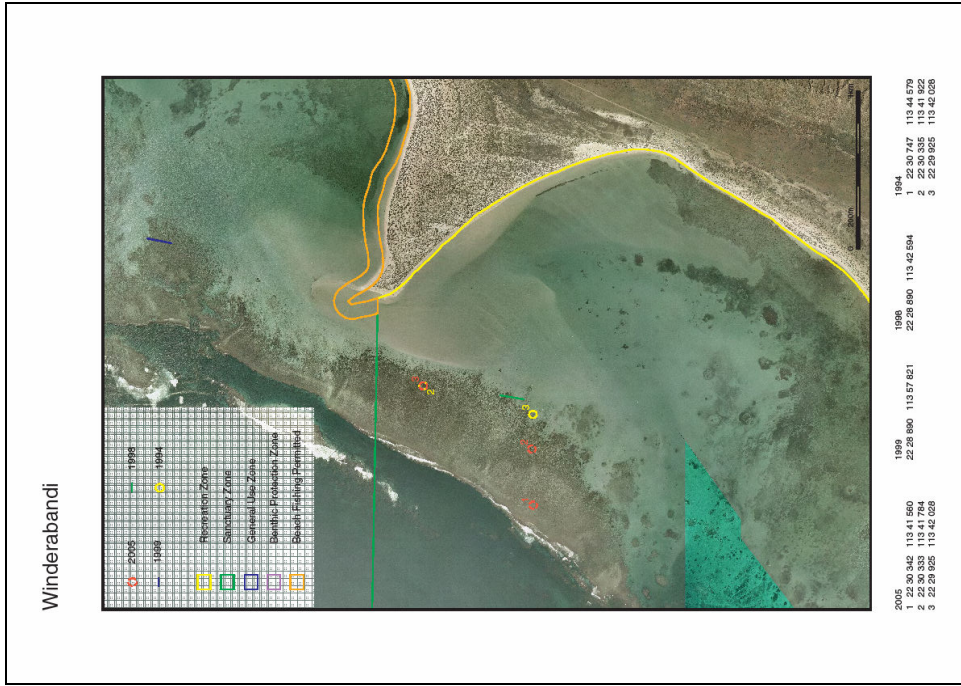 Winderabandi
2005 1998
1999 1994
Recreation Zone
Sanctuary Zone
General Use Zone
Benthic Protection Zone
Beach Fishing Permitted
2
3
0 1km
2005 1999 1998 1994
1 22 30 342 113 41 560 22 28 890 113 57 821 22 28 890 113 42 594 1 22 30 747 113 44 579
2 22 30 333 113 41 784 2 22 30 335 113 41 922
3 22 29 925 113 42 028 3 22 29 925 113 42 028